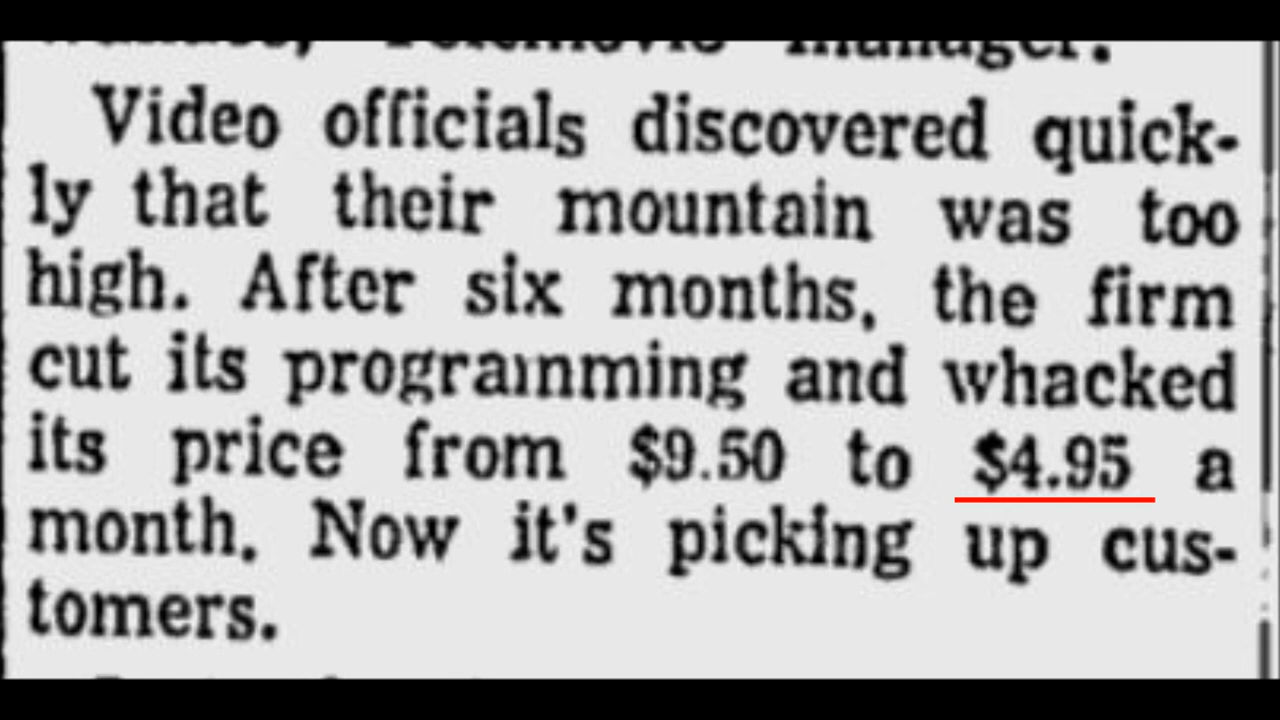 manager.
Video officials discovered quick-
ly that their mountain was too
high. After six months, the firm
cut its programming and whacked
its price from $9.50 to $4.95 a
month. Now it's picking up cus-
tomers.